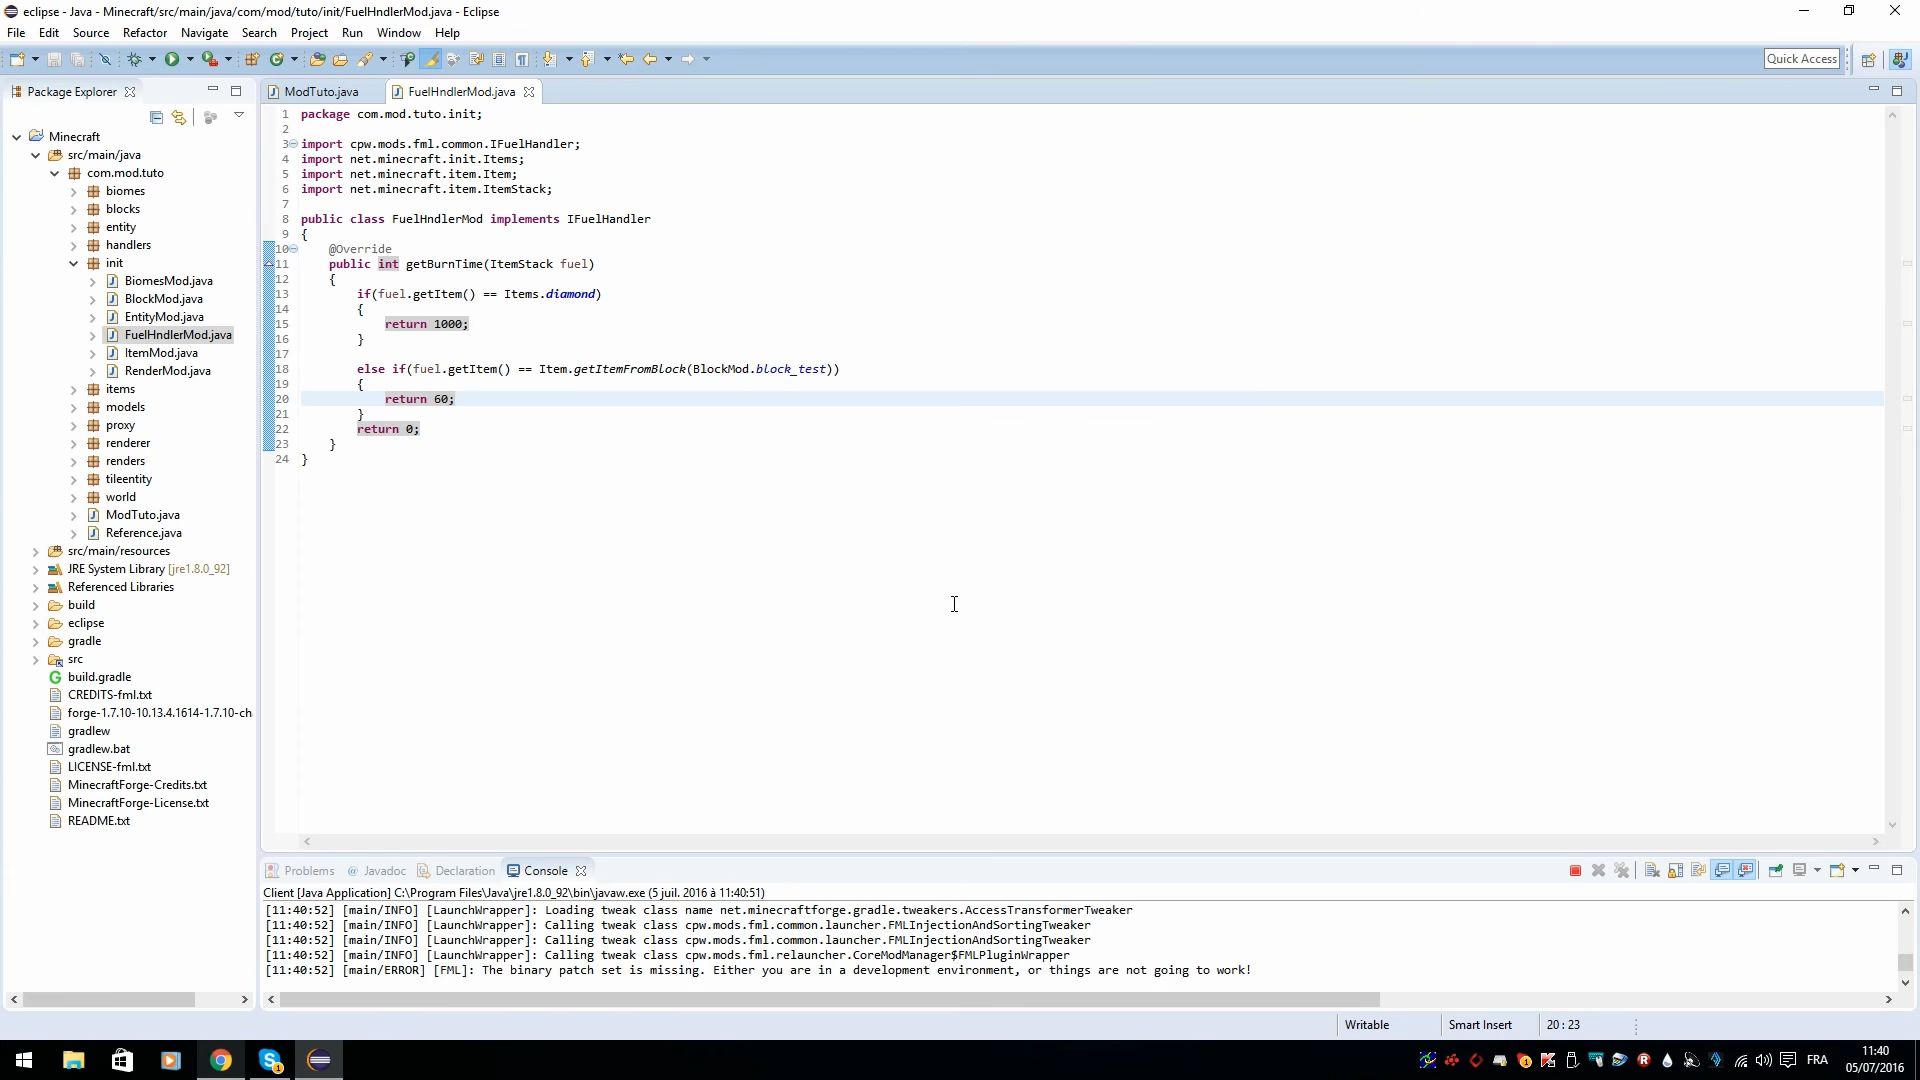 eclipse - Java - Minecraft/src/main/java/com/mod/tuto/init/FuelHndlerMod.java - Eclipse
File Edit Source Refactor Navigate Search Project Run Window Help
Quick Access
Package Explorer
Minecraft
src/main/java
com.mod.tuto
biomes
blocks
entity
handlers
init
BiomesMod.java
BlockMod.java
EntityMod.java
FuelHndlerMod.java
ItemMod.java
RenderMod.java
items
models
proxy
renderer
renders
tileentity
world
ModTuto.java
Reference.java
src/main/resources
JRE System Library [jre1.8.0_92]
Referenced Libraries
build
eclipse
gradle
src
build.gradle
CREDITS-fml.txt
forge-1.7.10-10.13.4.1614-1.7.10-ch
gradlew
gradlew.bat
LICENSE-fml.txt
MinecraftForge-Credits.txt
MinecraftForge-License.txt
README.txt
ModTuto.java FuelHndlerMod.java
1 package com.mod.tuto.init;
2
3 import cpw.mods.fml.common.IFuelHandler;
4 import net.minecraft.init.Items;
5 import net.minecraft.item.Item;
6 import net.minecraft.item.ItemStack;
7
8 public class FuelHndlerMod implements IFuelHandler
9 {
10 @Override
11 public int getBurnTime(ItemStack fuel)
12 {
13 if(fuel.getItem() == Items.diamond)
14 {
15 return 1000;
16 }
17
18 else if(fuel.getItem() == Item.getItemFromBlock(BlockMod.block_test))
19 {
20 return 60;
21 }
22 return 0;
23 }
24 }
Problems Javadoc Declaration Console
Client [Java Application] C:\Program Files\Java\jre1.8.0_92\bin\javaw.exe (5 juil. 2016 à 11:40:51)
[11:40:52] [main/INFO] [LaunchWrapper]: Loading tweak class name net.minecraftforge.gradle.tweakers.AccessTransformerTweaker
[11:40:52] [main/INFO] [LaunchWrapper]: Calling tweak class cpw.mods.fml.common.launcher.FMLInjectionAndSortingTweaker
[11:40:52] [main/INFO] [LaunchWrapper]: Calling tweak class cpw.mods.fml.common.launcher.FMLInjectionAndSortingTweaker
[11:40:52] [main/INFO] [LaunchWrapper]: Calling tweak class cpw.mods.fml.relauncher.CoreModManager$FMLPluginWrapper
[11:40:52] [main/ERROR] [FML]: The binary patch set is missing. Either you are in a development environment, or things are not going to work!
Writable Smart Insert 20 : 23
FRA
11:40
05/07/2016